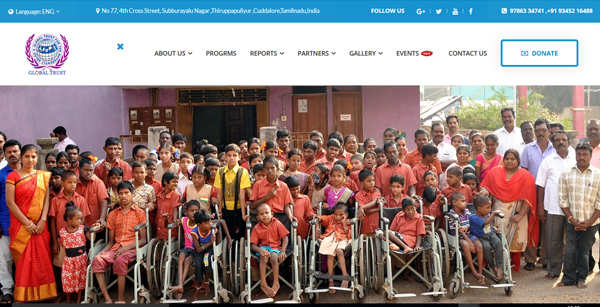 Language: ENG
No 77, 4th Cross Street, Subburayalu Nagar ,Thiruppapuliyur ,Cuddalore,Tamilnadu,India
FOLLOW US
97863 34741 ,+91 93452 16488
GLOBAL TRUST
ABOUT US
PROGRMS
REPORTS
PARTNERS
GALLERY
EVENTS
CONTACT US
DONATE